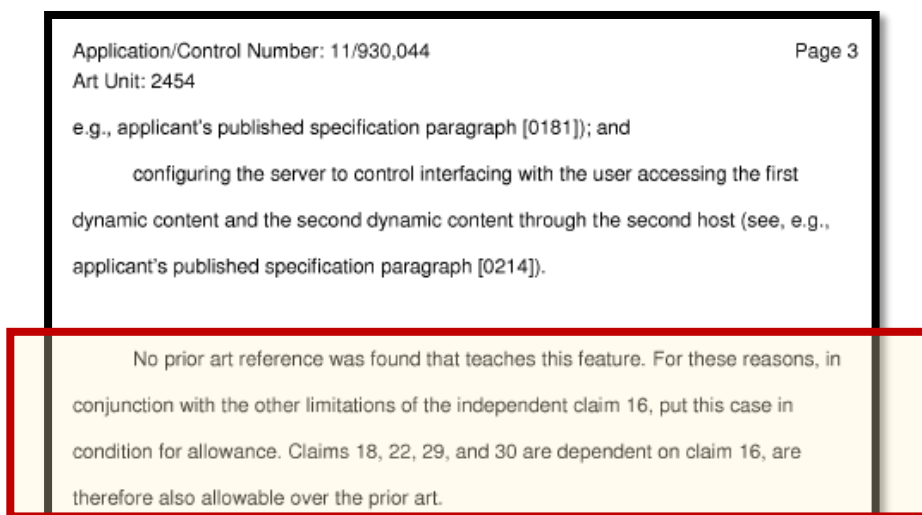 Application/Control Number: 11/930,044 Page 3
Art Unit: 2454
e.g., applicant's published specification paragraph [0181]); and
configuring the server to control interfacing with the user accessing the first
dynamic content and the second dynamic content through the second host (see, e.g.,
applicant's published specification paragraph [0214]).
No prior art reference was found that teaches this feature. For these reasons, in
conjunction with the other limitations of the independent claim 16, put this case in
condition for allowance. Claims 18, 22, 29, and 30 are dependent on claim 16, are
therefore also allowable over the prior art.